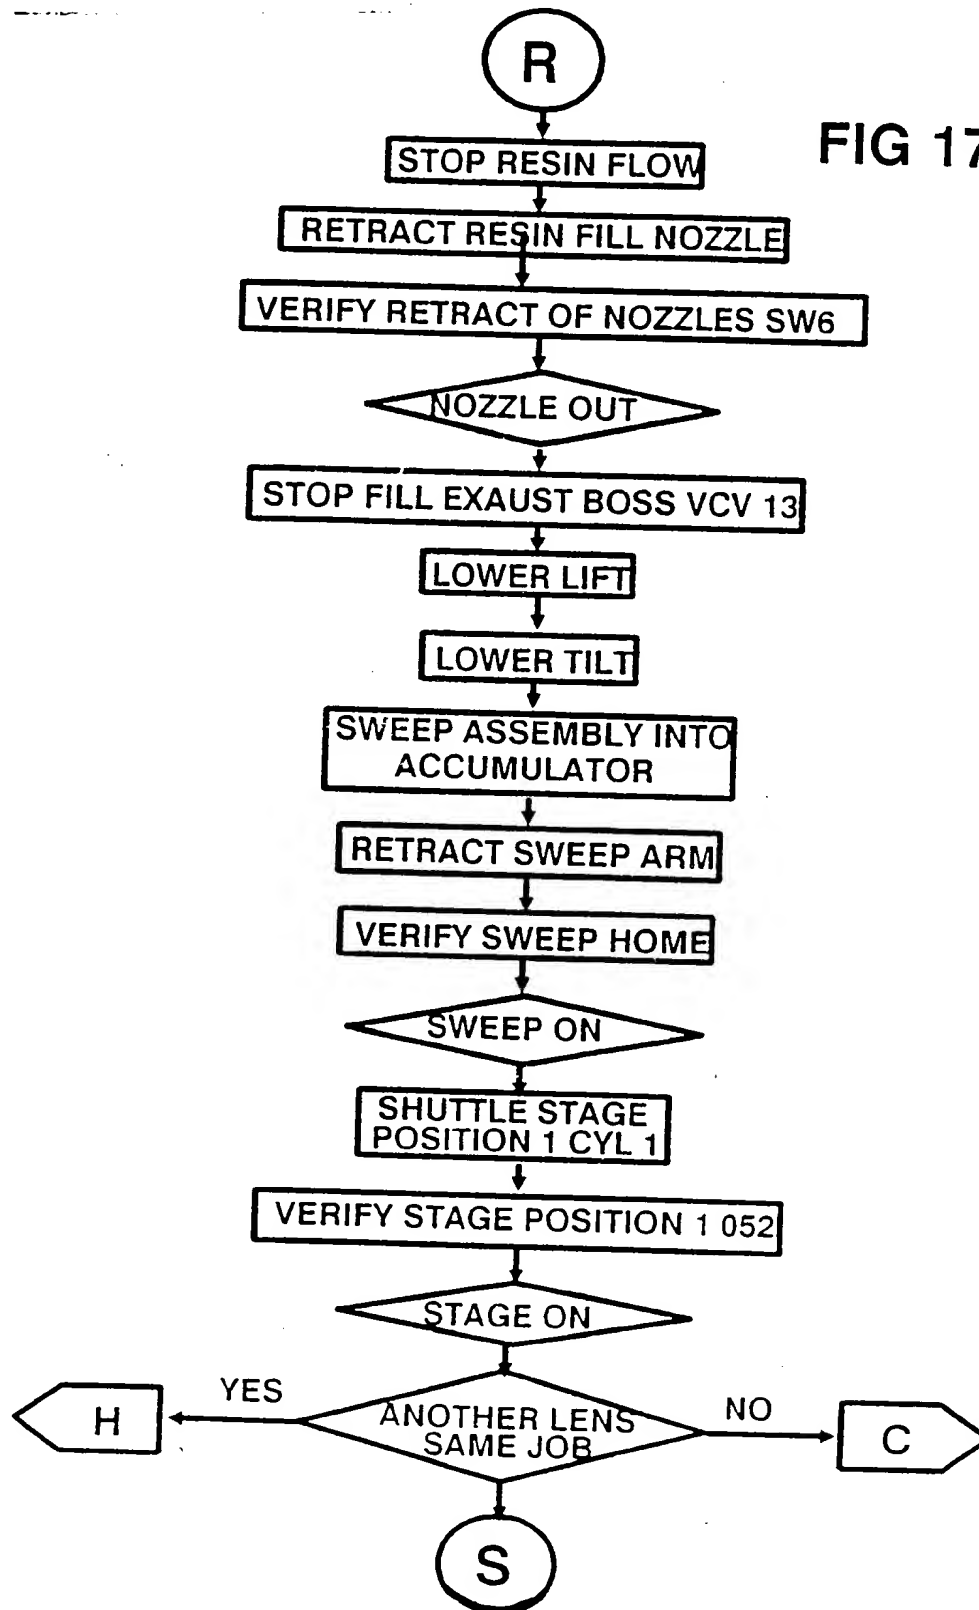 R
FIG 17
STOP RESIN FLOW
RETRACT RESIN FILL NOZZLE
VERIFY RETRACT OF NOZZLES SW6
NOZZLE OUT
STOP FILL EXAUST BOSS VCV 13
LOWER LIFT
LOWER TILT
SWEEP ASSEMBLY INTO
ACCUMULATOR
RETRACT SWEEP ARM
VERIFY SWEEP HOME
SWEEP ON
SHUTTLE STAGE
POSITION 1 CYL 1
VERIFY STAGE POSITION 1 052
STAGE ON
YES
H
ANOTHER LENS
SAME JOB
NO
C
S